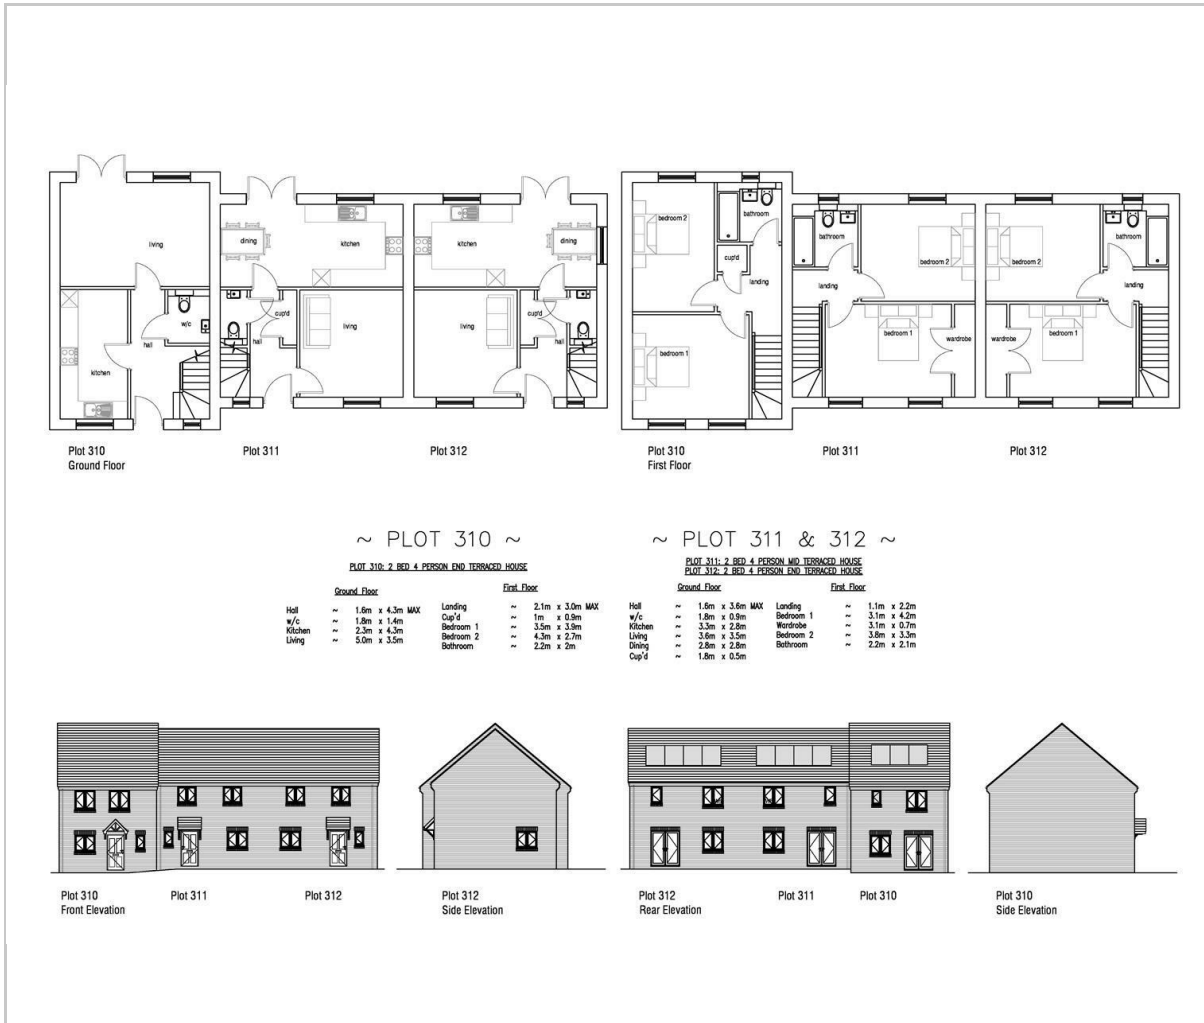 living
kitchen
hall
w/c
dining
kitchen
cup'd
hall
living
kitchen
dining
living
cup'd
hall
bedroom 2
bathroom
cup'd
landing
bedroom 1
bathroom
landing
bedroom 2
bedroom 1
wardrobe
bedroom 2
bathroom
landing
wardrobe
bedroom 1
Plot 310
Ground Floor
Plot 311
Plot 312
Plot 310
First Floor
Plot 311
Plot 312
~ PLOT 310 ~
PLOT 310: 2 BED 4 PERSON END TERRACED HOUSE
Ground Floor
Hall ~ 1.6m x 4.3m MAX
w/c ~ 1.8m x 1.4m
Kitchen ~ 2.3m x 4.3m
Living ~ 5.0m x 3.5m
First Floor
Landing ~ 2.1m x 3.0m MAX
Cup'd ~ 1m x 0.9m
Bedroom 1 ~ 3.5m x 3.9m
Bedroom 2 ~ 4.3m x 2.7m
Bathroom ~ 2.2m x 2m
~ PLOT 311 & 312 ~
PLOT 311: 2 BED 4 PERSON MID TERRACED HOUSE
PLOT 312: 2 BED 4 PERSON END TERRACED HOUSE
Ground Floor
Hall ~ 1.6m x 3.6m MAX
w/c ~ 1.8m x 0.9m
Kitchen ~ 3.3m x 2.8m
Living ~ 3.6m x 3.5m
Dining ~ 2.8m x 2.8m
Cup'd ~ 1.8m x 0.5m
First Floor
Landing ~ 1.1m x 2.2m
Bedroom 1 ~ 3.1m x 4.2m
Wardrobe ~ 3.1m x 0.7m
Bedroom 2 ~ 3.8m x 3.3m
Bathroom ~ 2.2m x 2.1m
Plot 310
Front Elevation
Plot 311
Plot 312
Plot 312
Side Elevation
Plot 312
Rear Elevation
Plot 311
Plot 310
Plot 310
Side Elevation